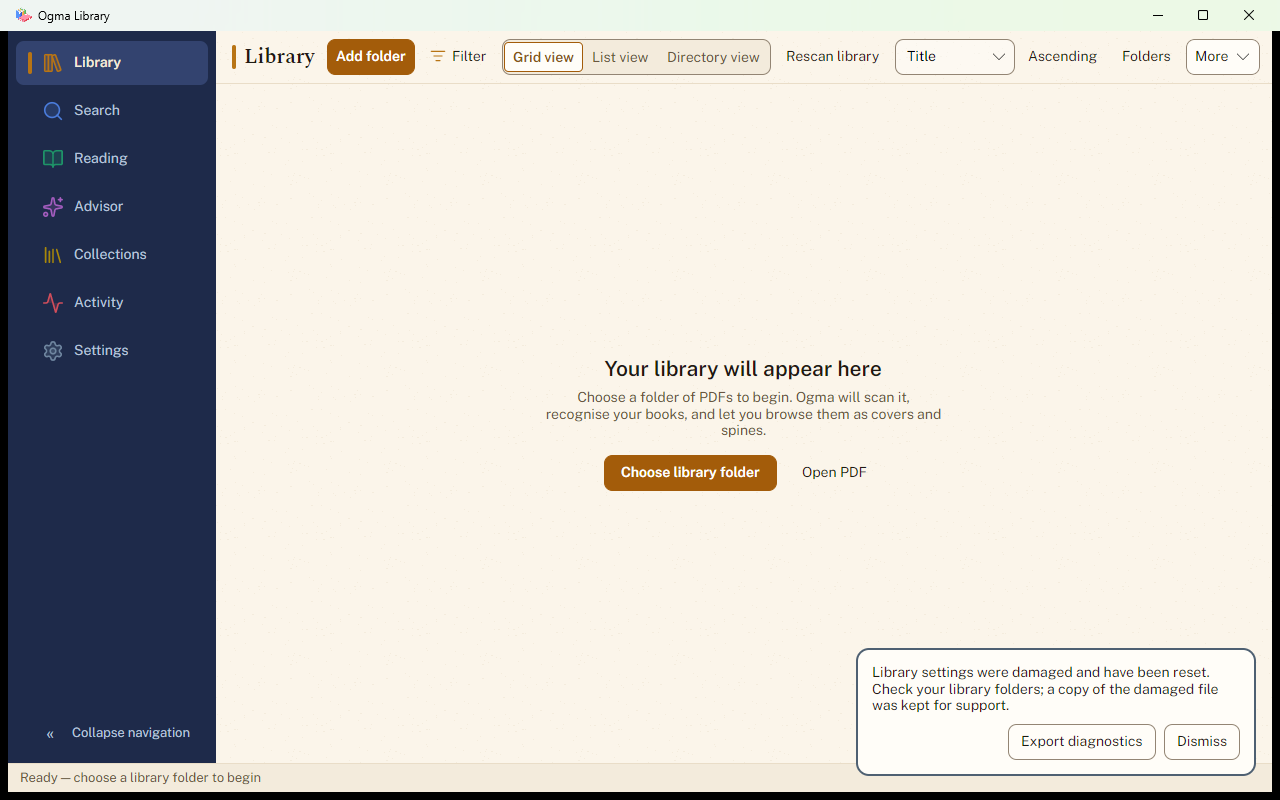 Ogma Library
Library
Search
Reading
Advisor
Collections
Activity
Settings
« Collapse navigation
Library
Add folder
Filter
Grid view
List view
Directory view
Rescan library
Title
Ascending
Folders
More
Your library will appear here
Choose a folder of PDFs to begin. Ogma will scan it,
recognise your books, and let you browse them as covers and
spines.
Choose library folder
Open PDF
Library settings were damaged and have been reset.
Check your library folders; a copy of the damaged file
was kept for support.
Export diagnostics
Dismiss
Ready — choose a library folder to begin